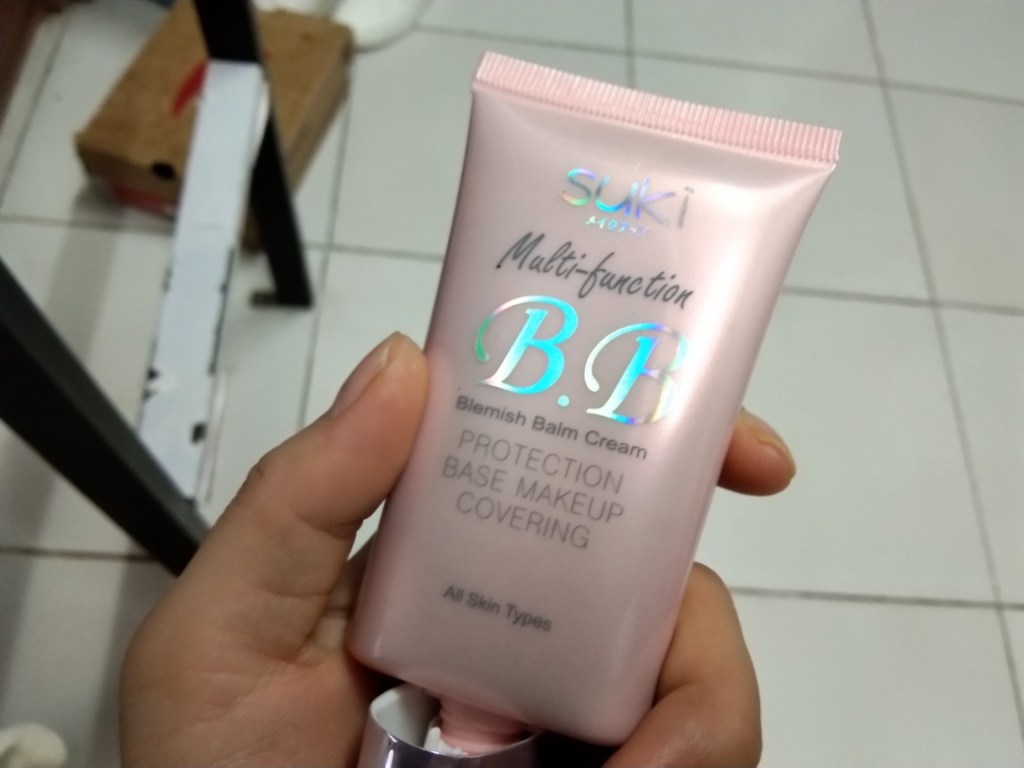 SUKI
Multi-function
B.B
Blemish Balm Cream
PROTECTION
BASE MAKEUP
COVERING
All Skin Types